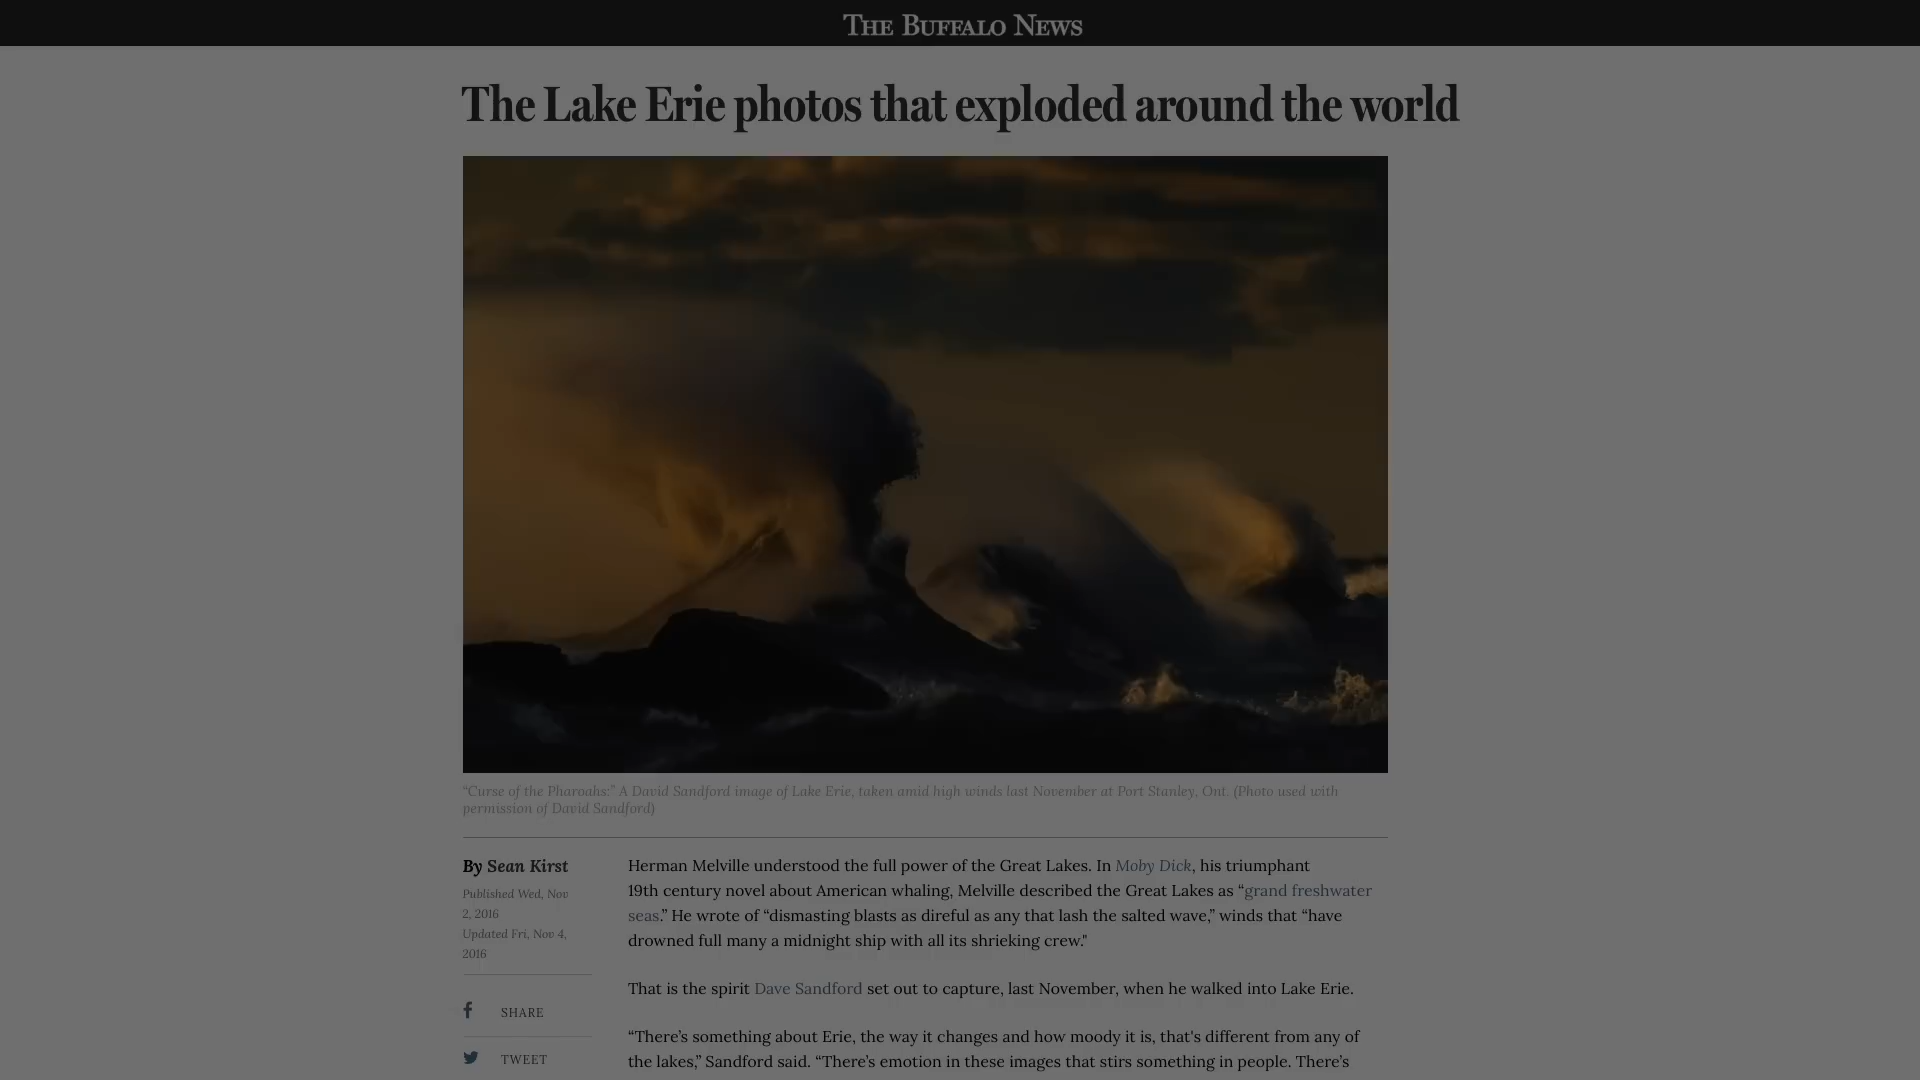 THE BUFFALO NEWS
The Lake Erie photos that exploded around the world
“Curse of the Pharoahs:” A David Sandford image of Lake Erie, taken amid high winds last November at Port Stanley, Ont. (Photo used with
permission of David Sandford)
By Sean Kirst
Published Wed, Nov
2, 2016
Updated Fri, Nov 4,
2016
SHARE
TWEET
Herman Melville understood the full power of the Great Lakes. In Moby Dick, his triumphant
19th century novel about American whaling, Melville described the Great Lakes as “grand freshwater
seas.” He wrote of “dismasting blasts as direful as any that lash the salted wave,” winds that “have
drowned full many a midnight ship with all its shrieking crew."
That is the spirit Dave Sandford set out to capture, last November, when he walked into Lake Erie.
“There’s something about Erie, the way it changes and how moody it is, that's different from any of
the lakes,” Sandford said. “There’s emotion in these images that stirs something in people. There’s